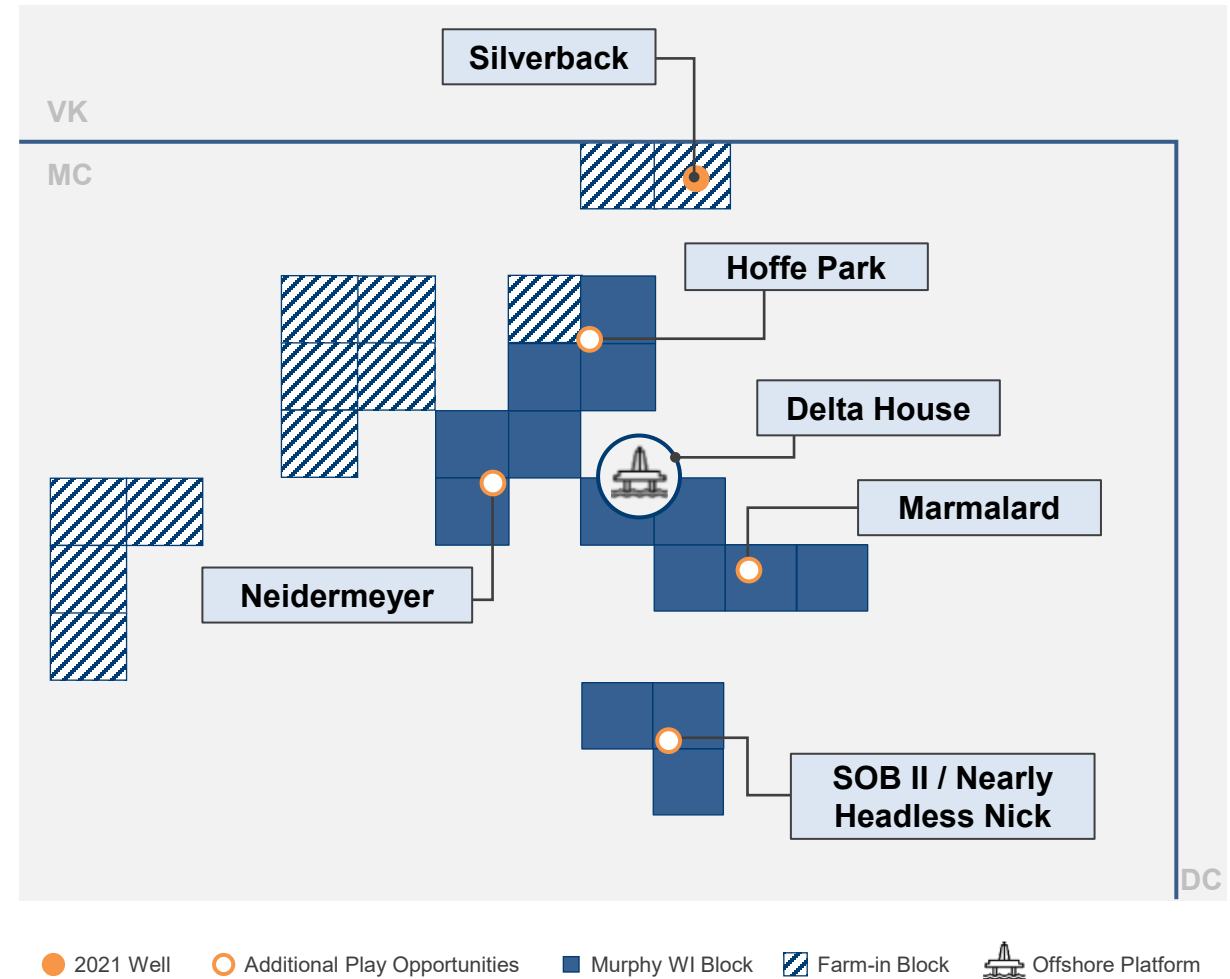 Silverback
VK
MC
Hoffe Park
Delta House
Marmalard
Neidermeyer
SOB II / Nearly
Headless Nick
DC
2021 Well
Additional Play Opportunities
Murphy WI Block
Farm-in Block
Offshore Platform